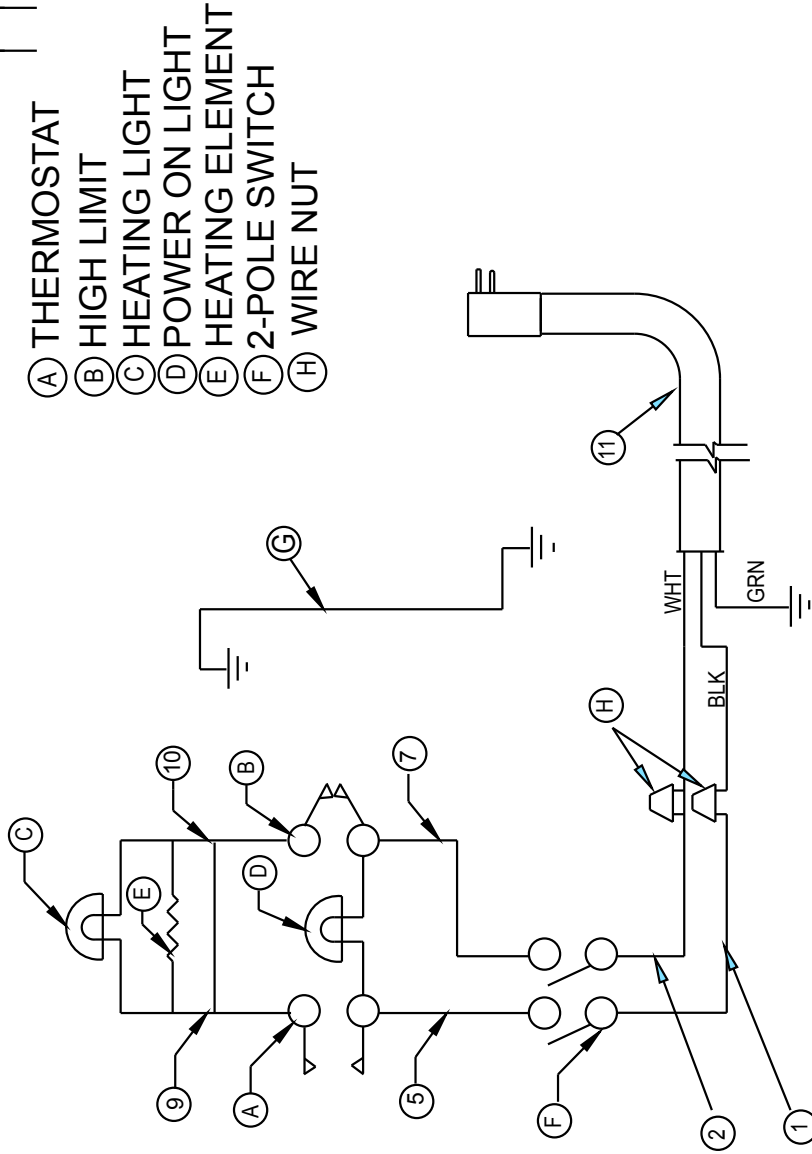 A THERMOSTAT
B HIGH LIMIT
C HEATING LIGHT
D POWER ON LIGHT
E HEATING ELEMENT
F 2-POLE SWITCH
H WIRE NUT
C
E
9
10
A
B
D
5
7
F
2
1
H
BLK
WHT
GRN
G
11